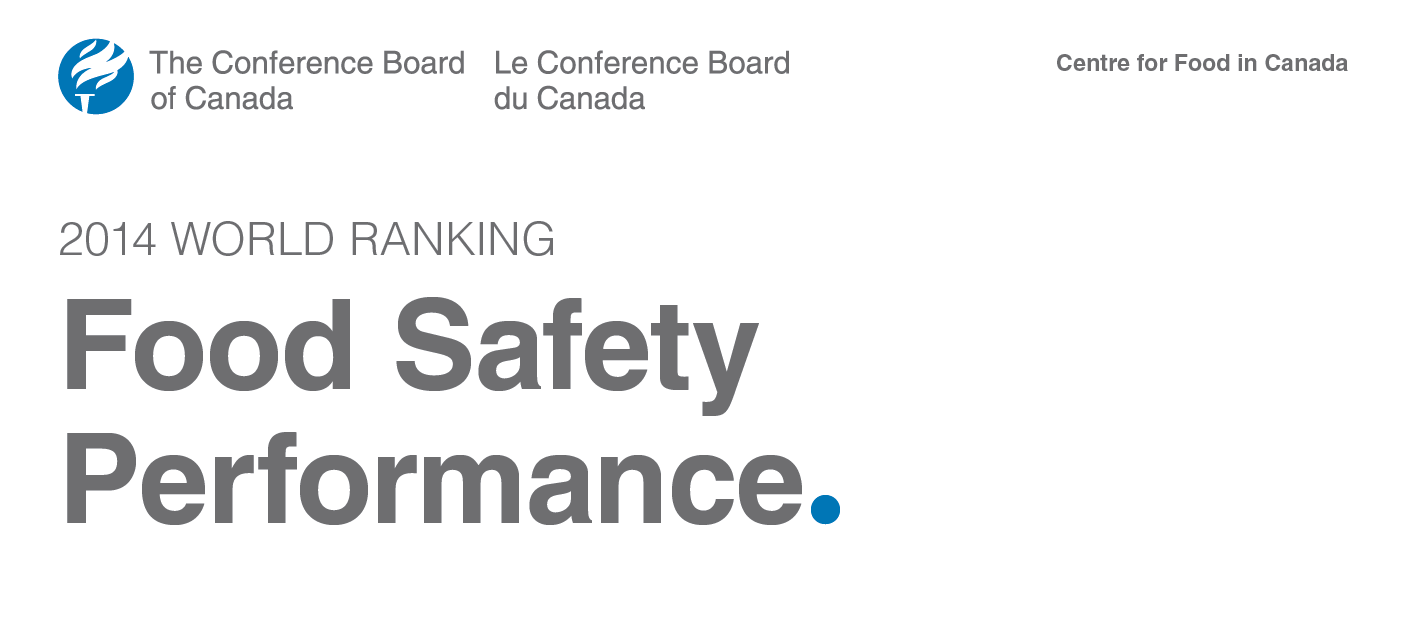 The Conference Board
of Canada
Le Conference Board
du Canada
Centre for Food in Canada
2014 WORLD RANKING
Food Safety
Performance.